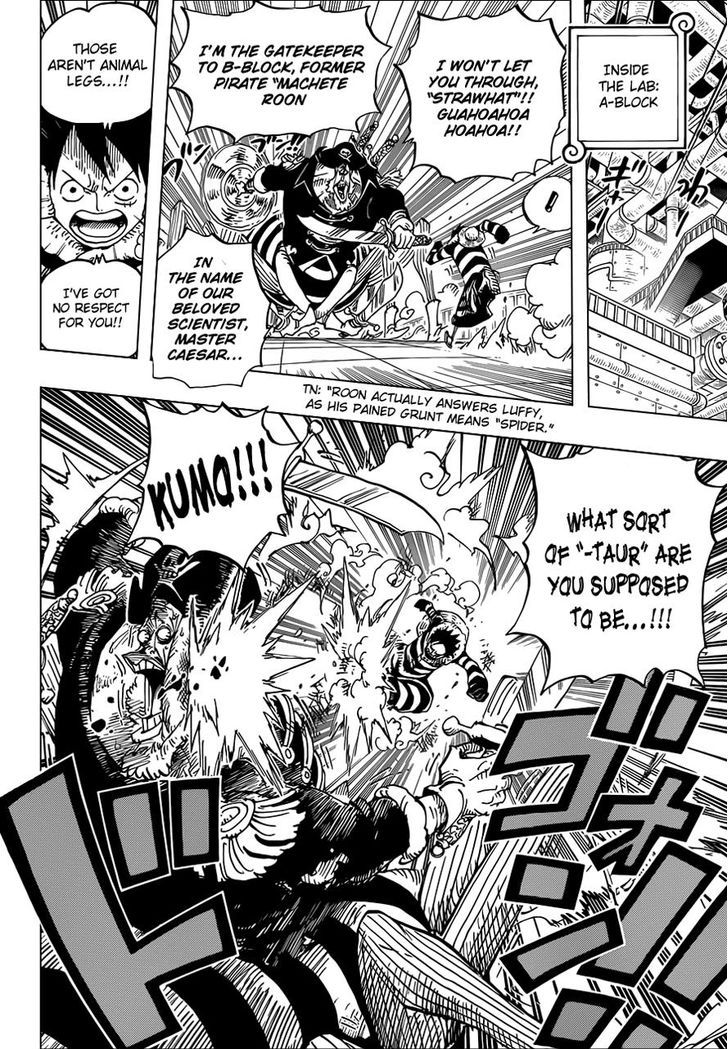 INSIDE
THE LAB:
A-BLOCK
I WON'T LET
YOU THROUGH,
"STRAWHAT"!!
GUAHOAHOA
HOAHOA!!
!
I'M THE GATEKEEPER
TO B-BLOCK, FORMER
PIRATE "MACHETE
ROON
IN
THE NAME
OF OUR
BELOVED
SCIENTIST,
MASTER
CAESAR...
THOSE
AREN'T ANIMAL
LEGS...!!
I'VE GOT
NO RESPECT
FOR YOU!!
TN: "ROON ACTUALLY ANSWERS LUFFY,
AS HIS PAINED GRUNT MEANS "SPIDER."
WHAT SORT
OF "-TAUR" ARE
YOU SUPPOSED
TO BE...!!!
KUMO!!!
ドゴォン!!